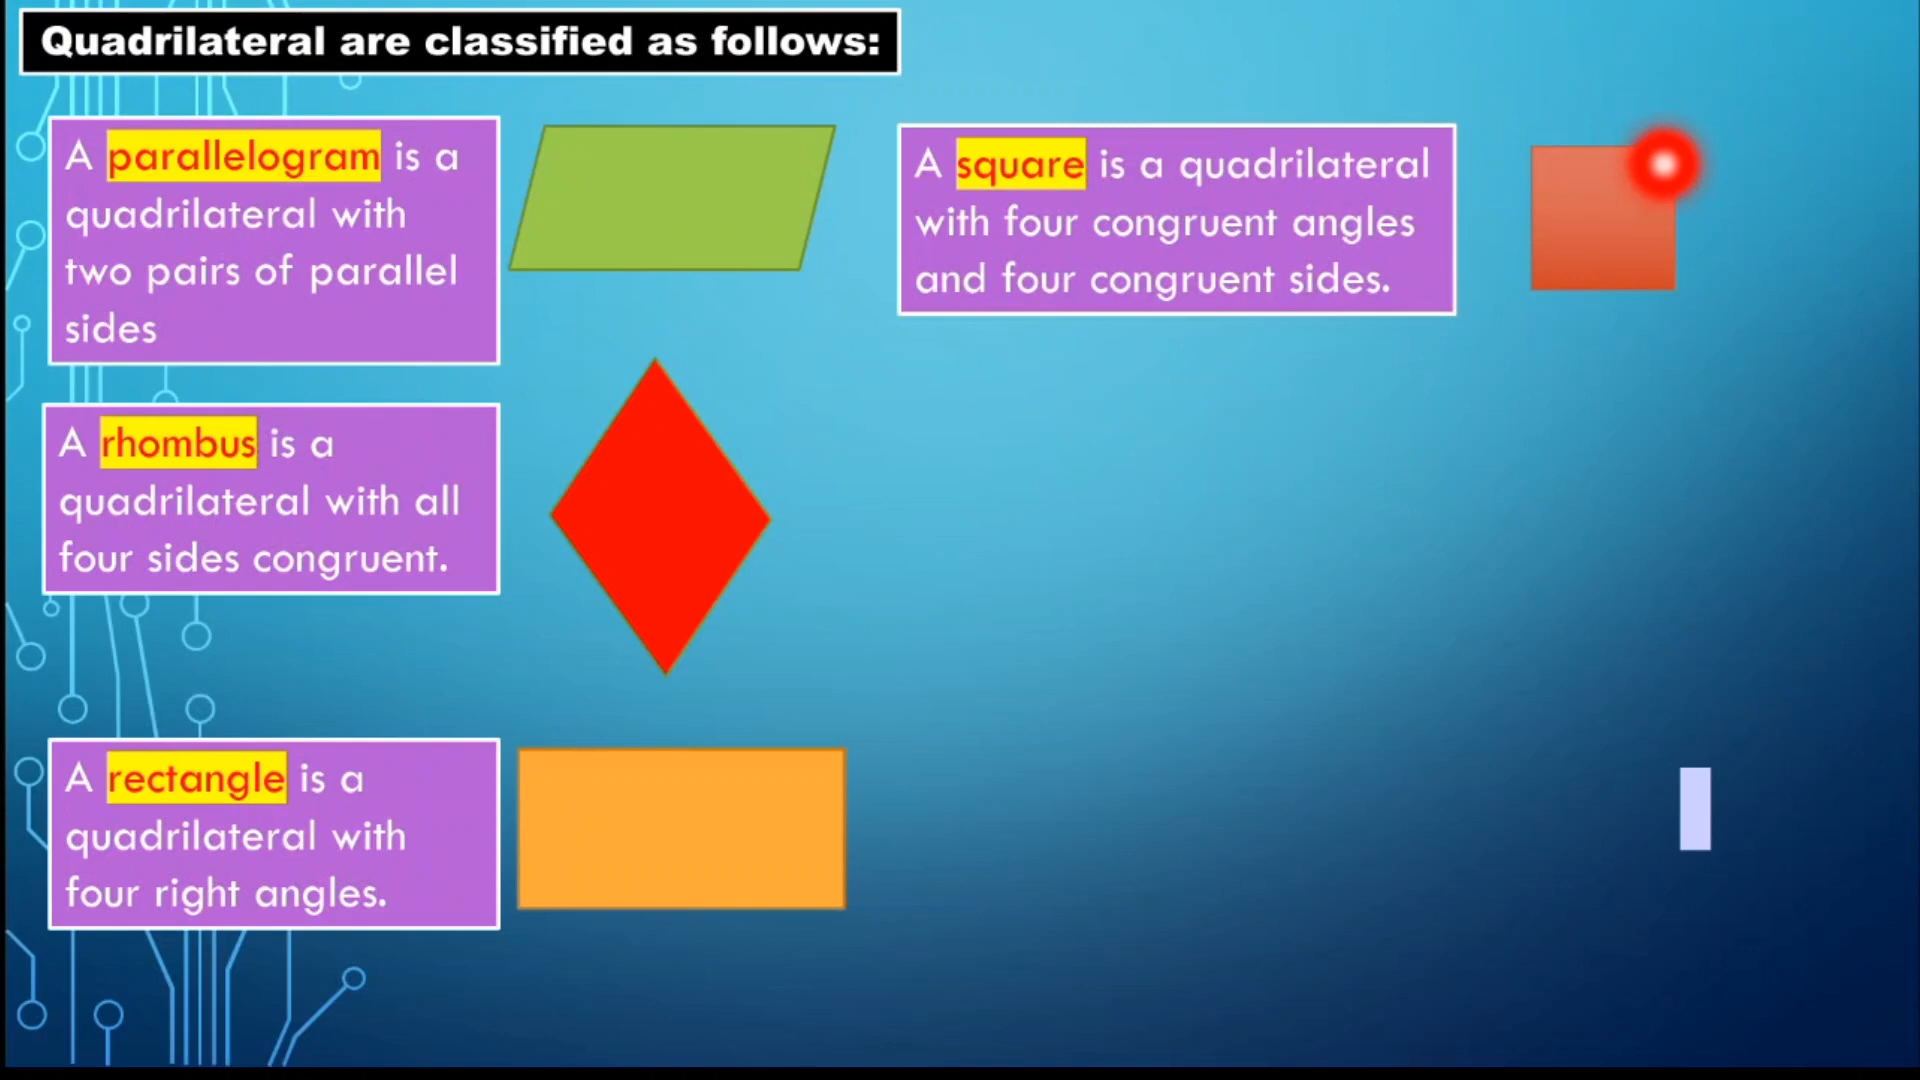 Quadrilateral are classified as follows:
A parallelogram is a
quadrilateral with
two pairs of parallel
sides
A rhombus is a
quadrilateral with all
four sides congruent.
A rectangle is a
quadrilateral with
four right angles.
A square is a quadrilateral
with four congruent angles
and four congruent sides.